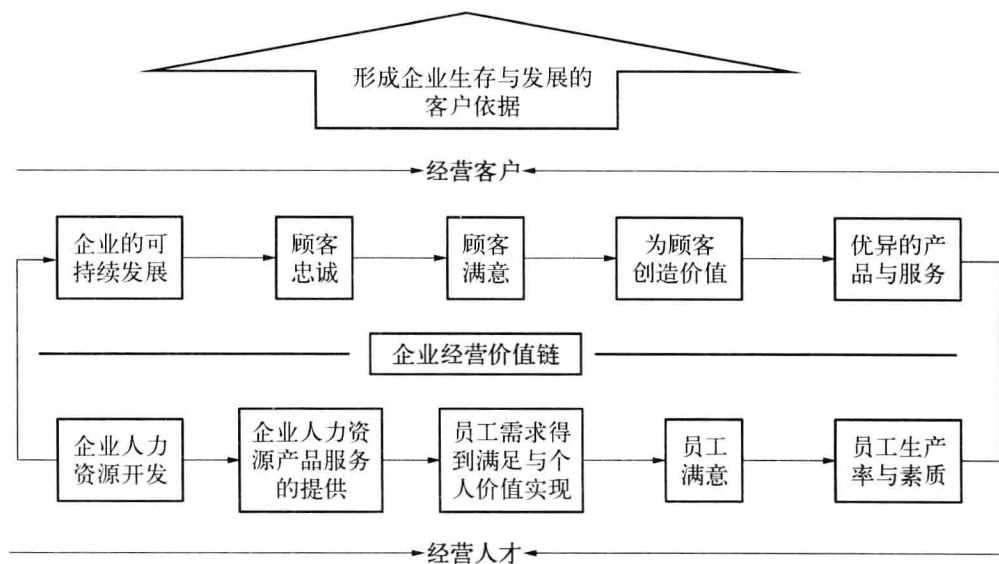 形成企业生存与发展的
客户依据
经营客户
企业的可
持续发展
顾客
忠诚
顾客
满意
为顾客
创造价值
优异的产
品与服务
企业经营价值链
企业人力
资源开发
企业人力资
源产品服务
的提供
员工需求得
到满足与个
人价值实现
员工
满意
员工生产
率与素质
经营人才